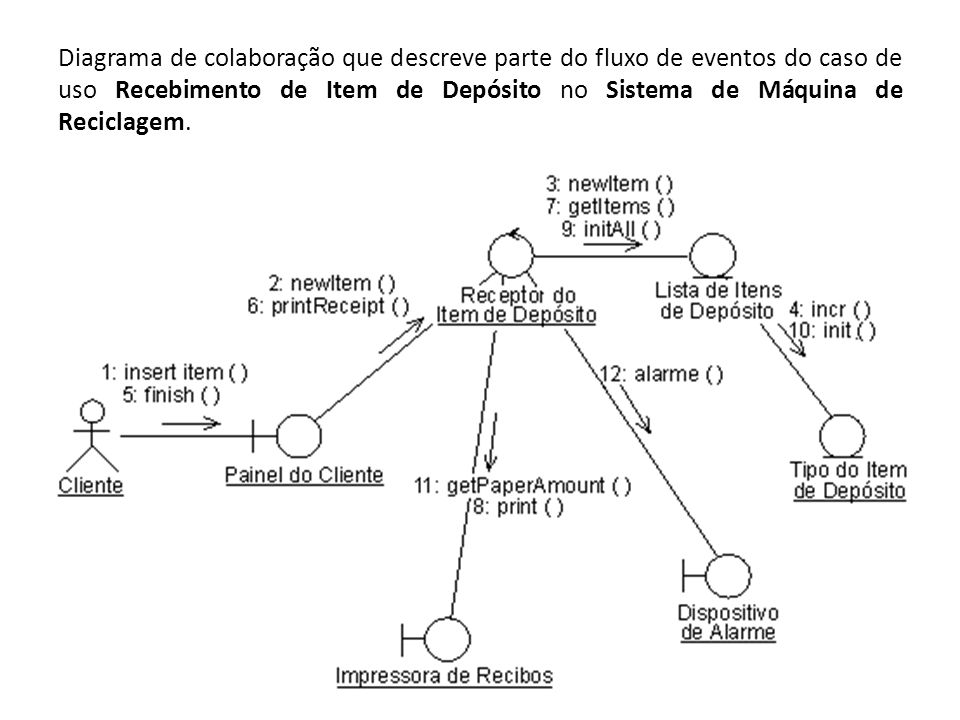 Diagrama de colaboração que descreve parte do fluxo de eventos do caso de
uso Recebimento de Item de Depósito no Sistema de Máquina de
Reciclagem.
3: newItem ( )
7: getItems ( )
9: initAll ( )
2: newItem ( )
6: printReceipt ( )
Receptor do
Item de Depósito
Lista de Itens
de Depósito
4: incr ( )
10: init ( )
1: insert item ( )
5: finish ( )
12: alarme ( )
Cliente
Painel do Cliente
11: getPaperAmount ( )
8: print ( )
Tipo do Item
de Depósito
Dispositivo
de Alarme
Impressora de Recibos